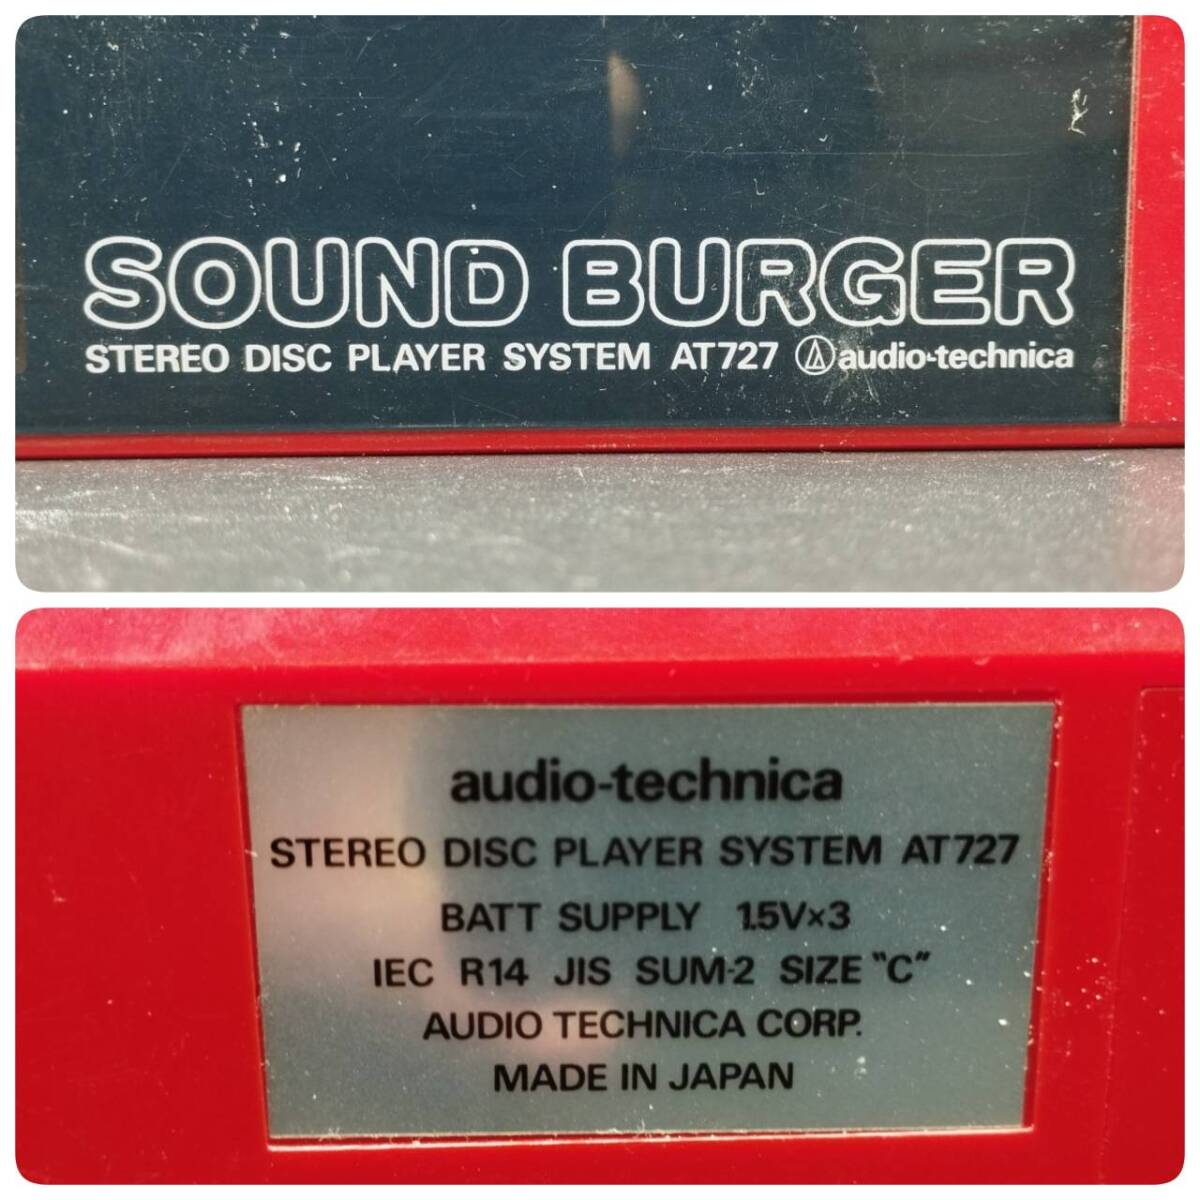 SOUND BURGER
STEREO DISC PLAYER SYSTEM AT727 audio-technica
audio-technica
STEREO DISC PLAYER SYSTEM AT727
BATT SUPPLY 1.5V×3
IEC R14 JIS SUM-2 SIZE "C"
AUDIO TECHNICA CORP.
MADE IN JAPAN